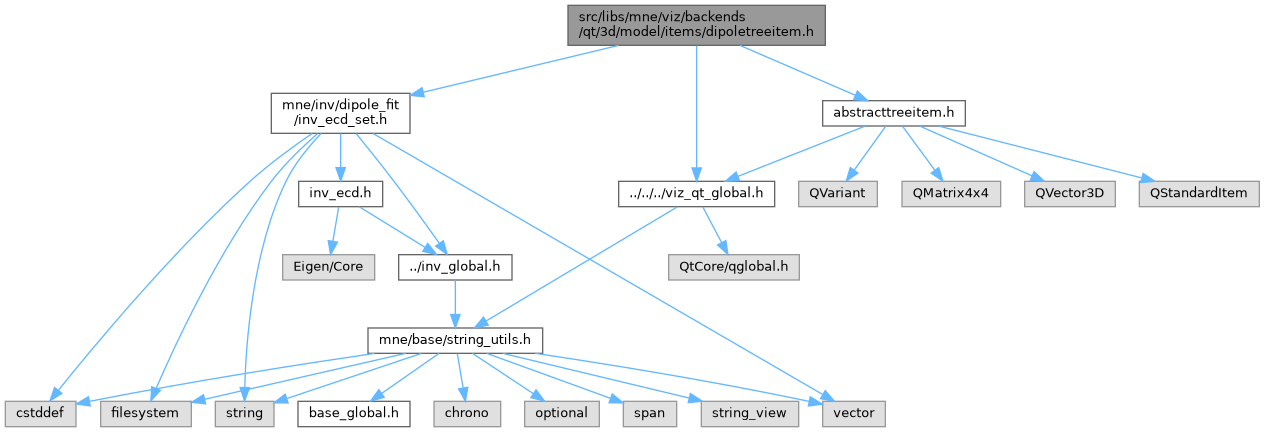 src/libs/mne/viz/backends
/qt/3d/model/items/dipoletreeitem.h
mne/inv/dipole_fit
/inv_ecd_set.h
abstracttreeitem.h
inv_ecd.h
../../../viz_qt_global.h
QVariant
QMatrix4x4
QVector3D
QStandardItem
Eigen/Core
../inv_global.h
QtCore/qglobal.h
mne/base/string_utils.h
cstddef
filesystem
string
base_global.h
chrono
optional
span
string_view
vector